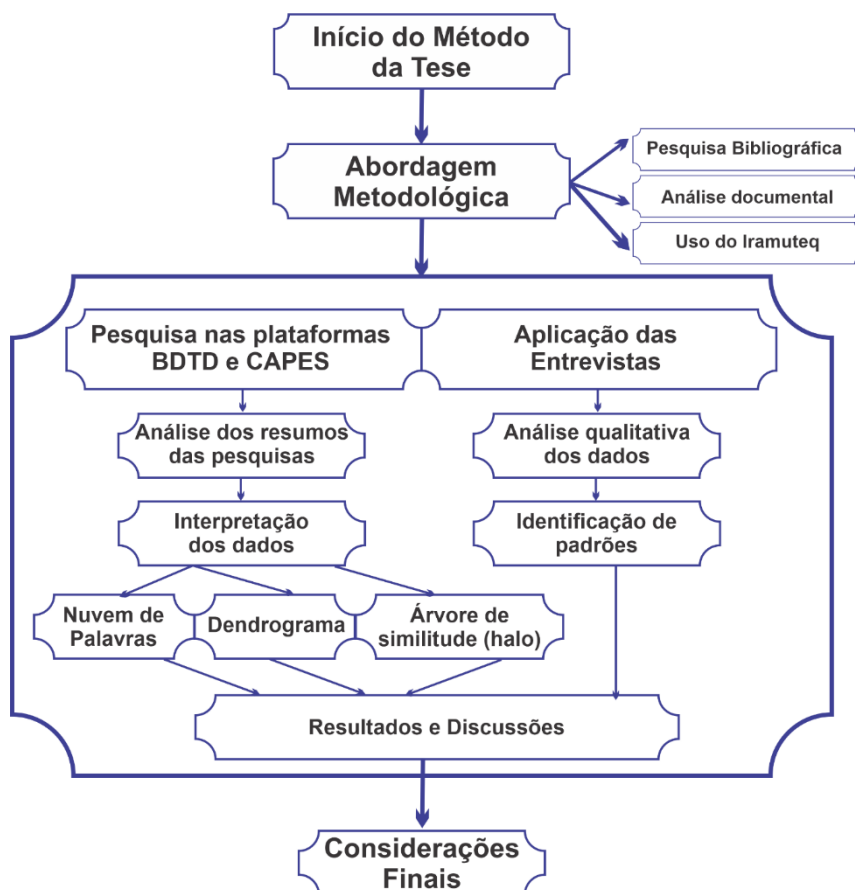 Início do Método
da Tese
Abordagem
Metodológica
Pesquisa Bibliográfica
Análise documental
Uso do Iramuteq
Pesquisa nas plataformas
BDTD e CAPES
Aplicação das
Entrevistas
Análise dos resumos
das pesquisas
Análise qualitativa
dos dados
Interpretação
dos dados
Identificação de
padrões
Nuvem de
Palavras
Dendrograma
Árvore de
similitude (halo)
Resultados e Discussões
Considerações
Finais